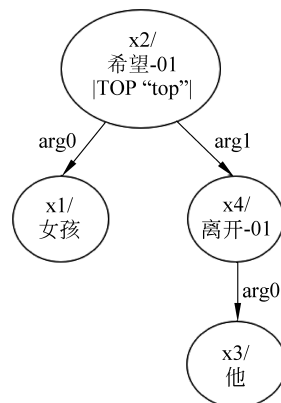 x2/
希望-01
|TOP “top”|
arg0
arg1
x1/
女孩
x4/
离开-01
arg0
x3/
他